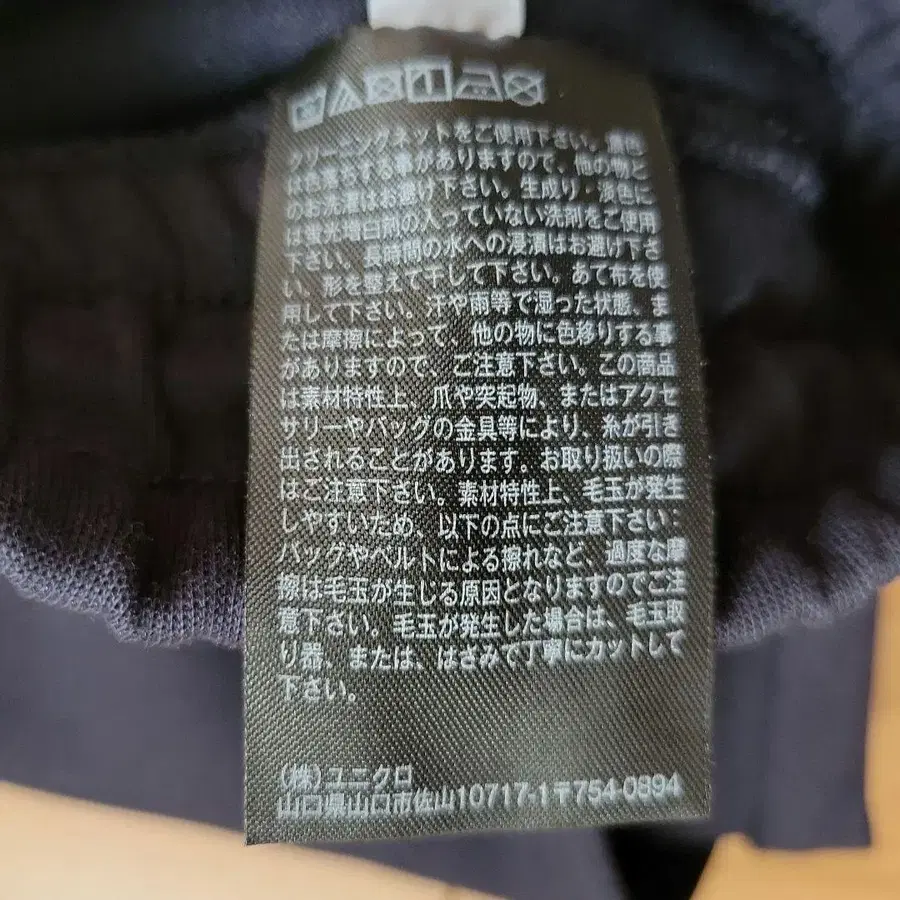 クリーニングネットをご使用下さい。濃色
は色落ちする事がありますので、他の物と
のお洗濯はお避け下さい。生成り・淡色に
は蛍光増白剤の入っていない洗剤をご使用
下さい。長時間の水への浸漬はお避け下さ
い。形を整えて干して下さい。あて布を使
用して下さい。汗や雨等で湿った状態、ま
たは摩擦によって 他の物に色移りする事
がありますので、ご注意下さい。この商品
は素材特性上、爪や突起物、またはアクセ
サリーやバッグの金具等により、糸が引き
出されることがあります。お取り扱いの際
はご注意下さい。素材特性上、毛玉が発生
しやすいため、以下の点にご注意下さい:
バッグやベルトによる擦れなど、過度な摩
擦は毛玉が生じる原因となりますのでご注
意下さい。毛玉が発生した場合は、毛玉取
り器、または、はさみで丁寧にカットして
下さい。
(株)ユニクロ
山口県山口市佐山10717-1〒754-0894